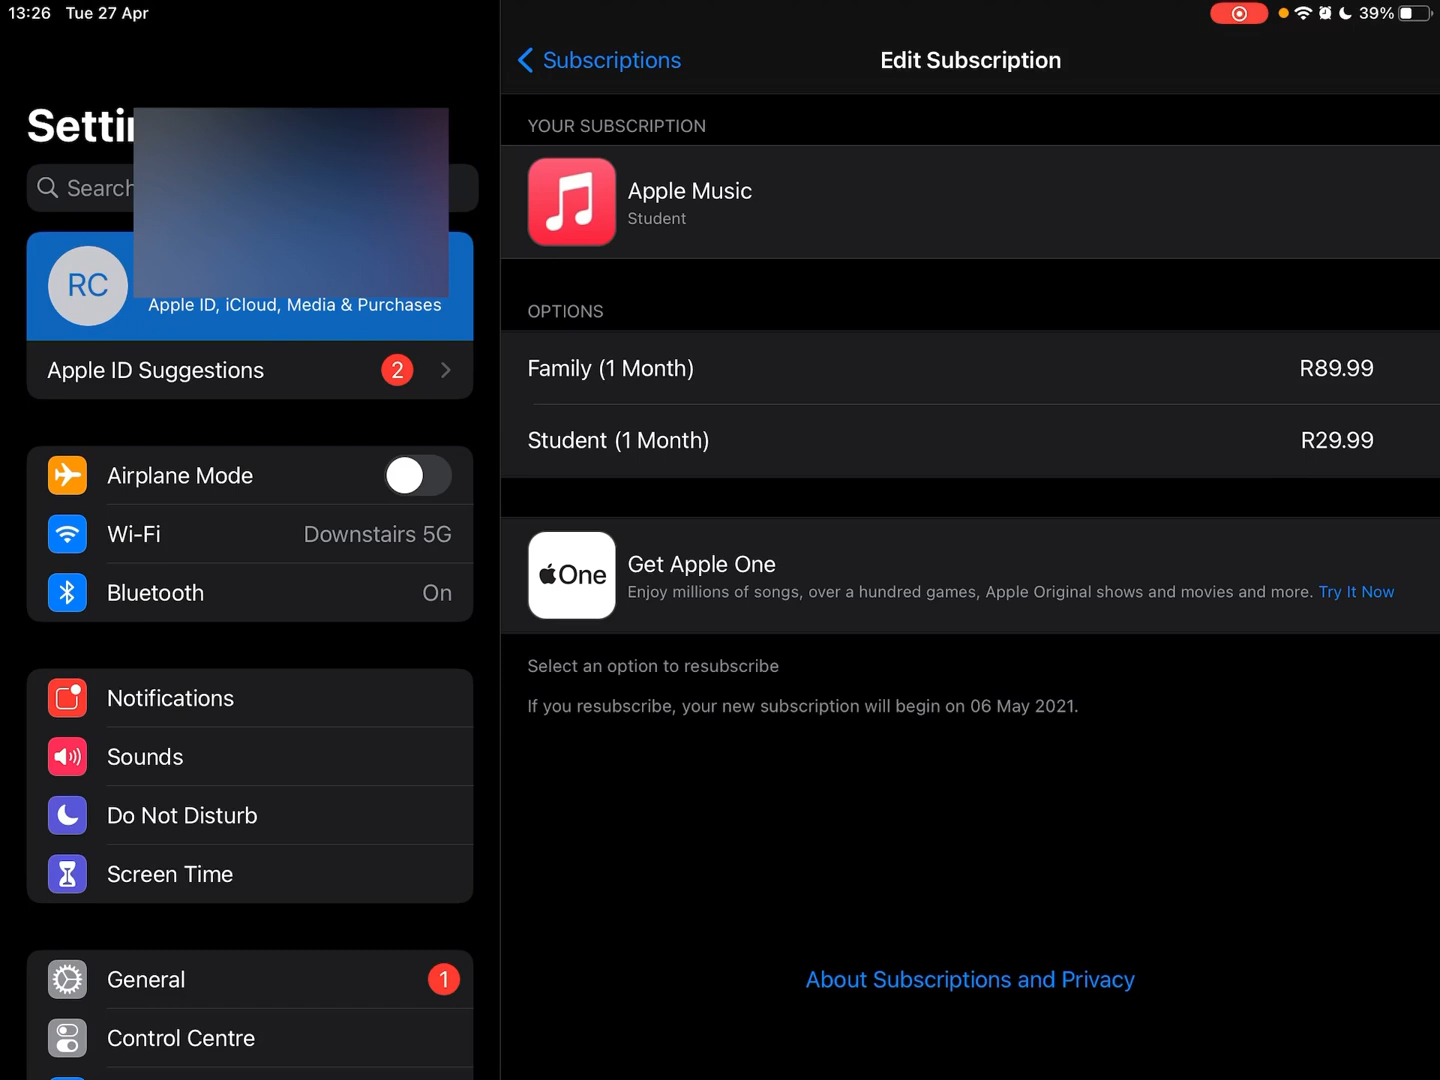 13:26 Tue 27 Apr
39%
Search
RC
Apple ID, iCloud, Media & Purchases
Apple ID Suggestions 2
Airplane Mode
Wi-Fi Downstairs 5G
Bluetooth On
Notifications
Sounds
Do Not Disturb
Screen Time
General 1
Control Centre
Subscriptions
Edit Subscription
YOUR SUBSCRIPTION
Apple Music
Student
OPTIONS
Family (1 Month) R89.99
Student (1 Month) R29.99
One
Get Apple One
Enjoy millions of songs, over a hundred games, Apple Original shows and movies and more. Try It Now
Select an option to resubscribe
If you resubscribe, your new subscription will begin on 06 May 2021.
About Subscriptions and Privacy